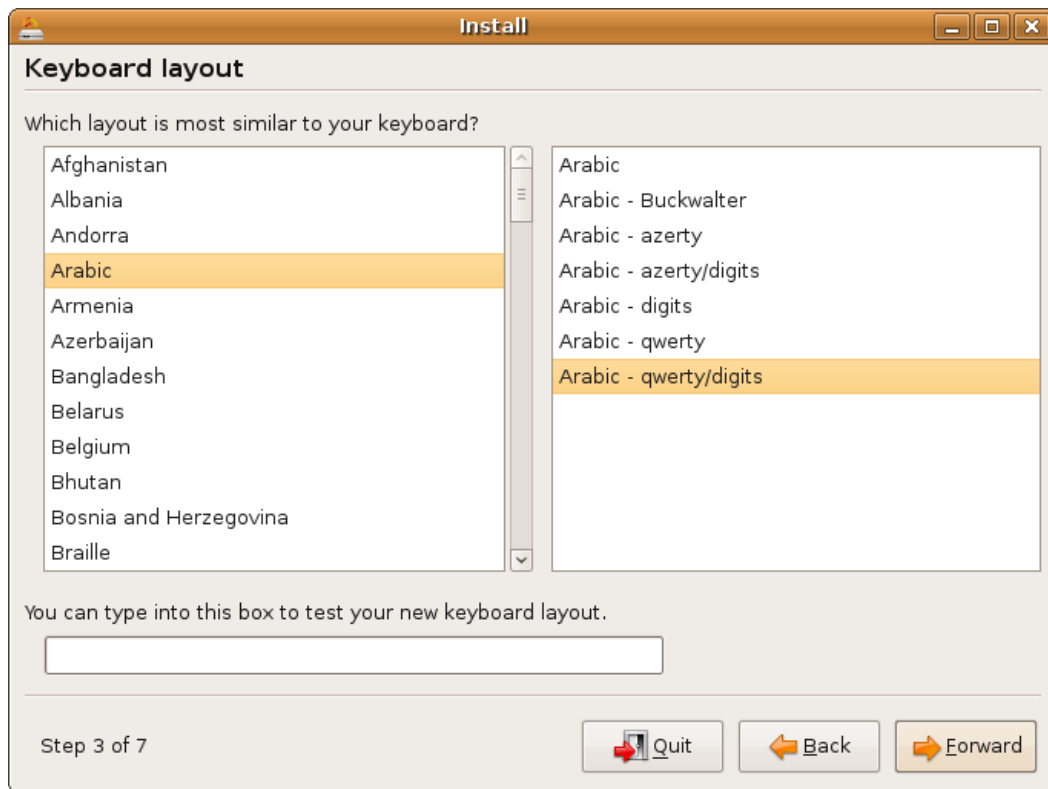 Install
Keyboard layout
Which layout is most similar to your keyboard?
Afghanistan
Albania
Andorra
Arabic
Armenia
Azerbaijan
Bangladesh
Belarus
Belgium
Bhutan
Bosnia and Herzegovina
Braille
Arabic
Arabic - Buckwalter
Arabic - azerty
Arabic - azerty/digits
Arabic - digits
Arabic - qwerty
Arabic - qwerty/digits
You can type into this box to test your new keyboard layout.
Step 3 of 7
Quit
Back
Forward